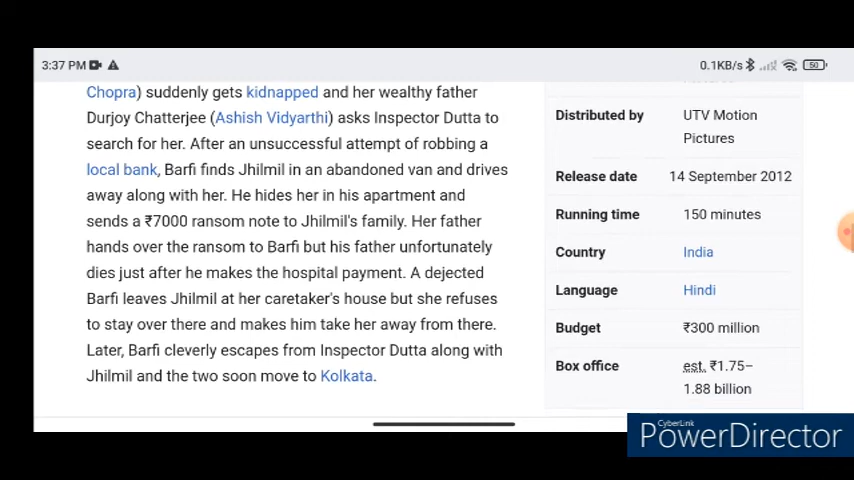 3:37 PM
0.1KB/s
50
Chopra) suddenly gets kidnapped and her wealthy father
Durjoy Chatterjee (Ashish Vidyarthi) asks Inspector Dutta to
search for her. After an unsuccessful attempt of robbing a
local bank, Barfi finds Jhilmil in an abandoned van and drives
away along with her. He hides her in his apartment and
sends a ₹7000 ransom note to Jhilmil's family. Her father
hands over the ransom to Barfi but his father unfortunately
dies just after he makes the hospital payment. A dejected
Barfi leaves Jhilmil at her caretaker's house but she refuses
to stay over there and makes him take her away from there.
Later, Barfi cleverly escapes from Inspector Dutta along with
Jhilmil and the two soon move to Kolkata.
Distributed by UTV Motion
Pictures
Release date 14 September 2012
Running time 150 minutes
Country India
Language Hindi
Budget ₹300 million
Box office est. ₹1.75–
1.88 billion
CyberLink
PowerDirector